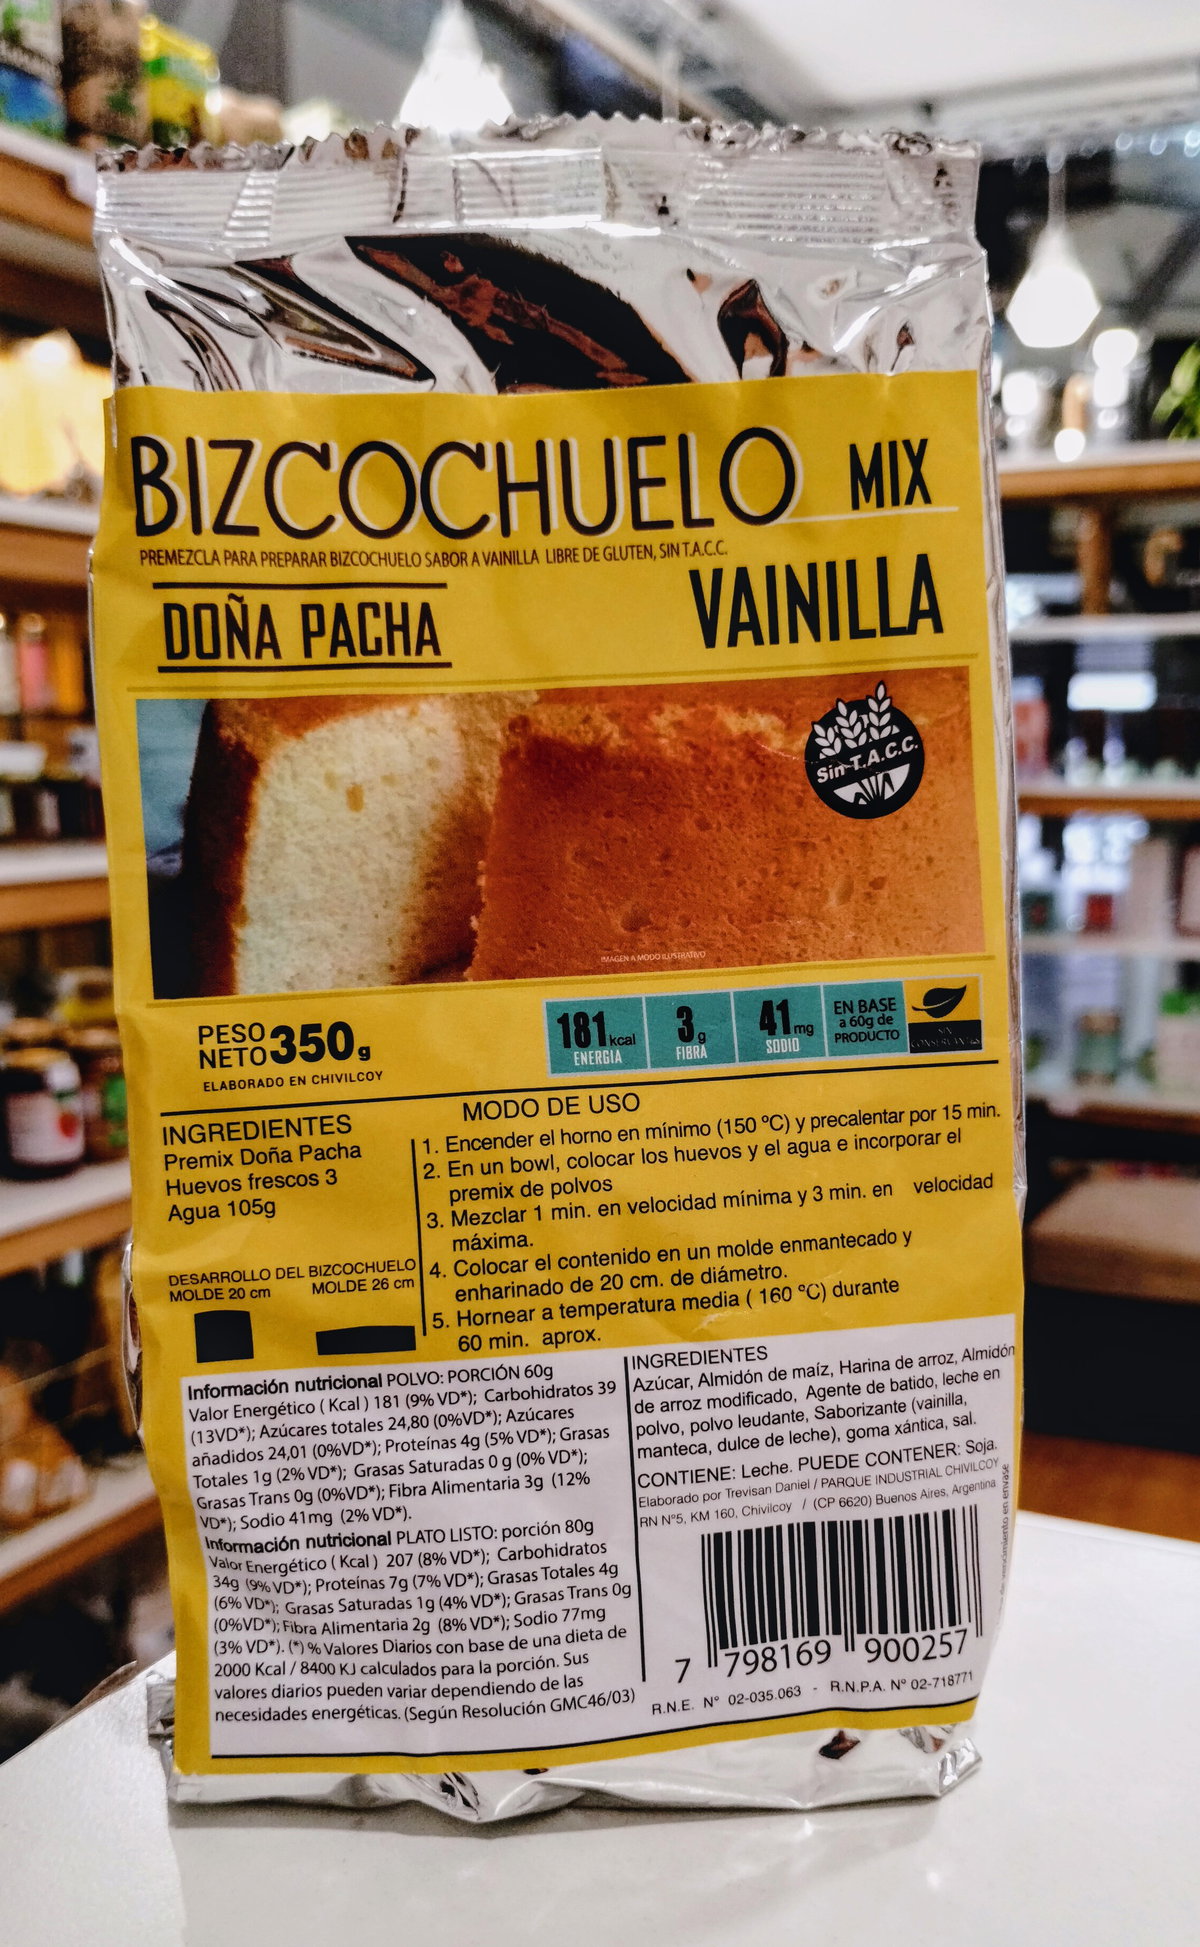 BIZCOCHUELO MIX
PREMEZCLA PARA PREPARAR BIZCOCHUELO SABOR A VAINILLA LIBRE DE GLUTEN, SIN T.A.C.C.
DOÑA PACHA
VAINILLA
Sin T.A.C.C.
IMAGEN A MODO ILUSTRATIVO
PESO
NETO 350g
ELABORADO EN CHIVILCOY
181 kcal
ENERGIA
3 g
FIBRA
41 mg
SODIO
EN BASE
a 60g de
PRODUCTO
SIN
CONSERVANTES
INGREDIENTES
Premix Doña Pacha
Huevos frescos 3
Agua 105g
DESARROLLO DEL BIZCOCHUELO
MOLDE 20 cm MOLDE 26 cm
MODO DE USO
1. Encender el horno en mínimo (150 ºC) y precalentar por 15 min.
2. En un bowl, colocar los huevos y el agua e incorporar el
premix de polvos
3. Mezclar 1 min. en velocidad mínima y 3 min. en velocidad
máxima.
4. Colocar el contenido en un molde enmantecado y
enharinado de 20 cm. de diámetro.
5. Hornear a temperatura media ( 160 ºC) durante
60 min. aprox.
Información nutricional POLVO: PORCIÓN 60g
Valor Energético ( Kcal ) 181 (9% VD*); Carbohidratos 39
(13VD*); Azúcares totales 24,80 (0%VD*); Azúcares
añadidos 24,01 (0%VD*); Proteínas 4g (5% VD*); Grasas
Totales 1g (2% VD*); Grasas Saturadas 0 g (0% VD*);
Grasas Trans 0g (0%VD*); Fibra Alimentaria 3g (12%
VD*); Sodio 41mg (2% VD*).
Información nutricional PLATO LISTO: porción 80g
Valor Energético ( Kcal ) 207 (8% VD*); Carbohidratos
34g (9% VD*); Proteínas 7g (7% VD*); Grasas Totales 4g
(6% VD*); Grasas Saturadas 1g (4% VD*); Grasas Trans 0g
(0%VD*); Fibra Alimentaria 2g (8% VD*); Sodio 77mg
(3% VD*). (*) % Valores Diarios con base de una dieta de
2000 Kcal / 8400 KJ calculados para la porción. Sus
valores diarios pueden variar dependiendo de las
necesidades energéticas. (Según Resolución GMC46/03)
INGREDIENTES
Azúcar, Almidón de maíz, Harina de arroz, Almidón
de arroz modificado, Agente de batido, leche en
polvo, polvo leudante, Saborizante (vainilla,
manteca, dulce de leche), goma xántica, sal.
CONTIENE: Leche. PUEDE CONTENER: Soja.
Elaborado por Trevisan Daniel / PARQUE INDUSTRIAL CHIVILCOY
RN Nº5, KM 160, Chivilcoy / (CP 6620) Buenos Aires, Argentina
de vencimiento en envase
7 798169 900257
R.N.E. Nº 02-035.063 - R.N.P.A. Nº 02-718771